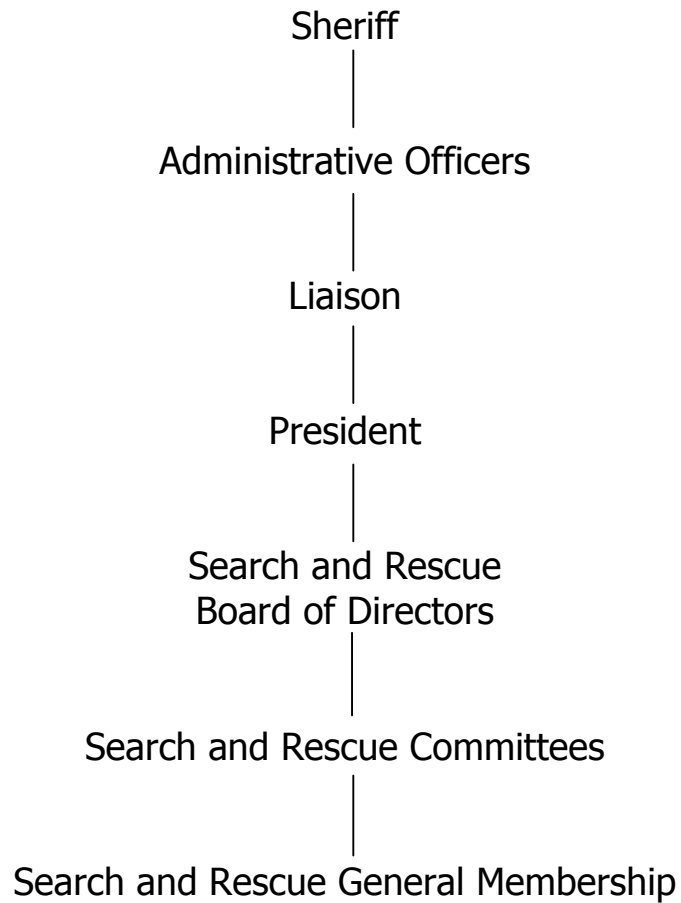 Sheriff
Administrative Officers
Liaison
President
Search and Rescue
Board of Directors
Search and Rescue Committees
Search and Rescue General Membership